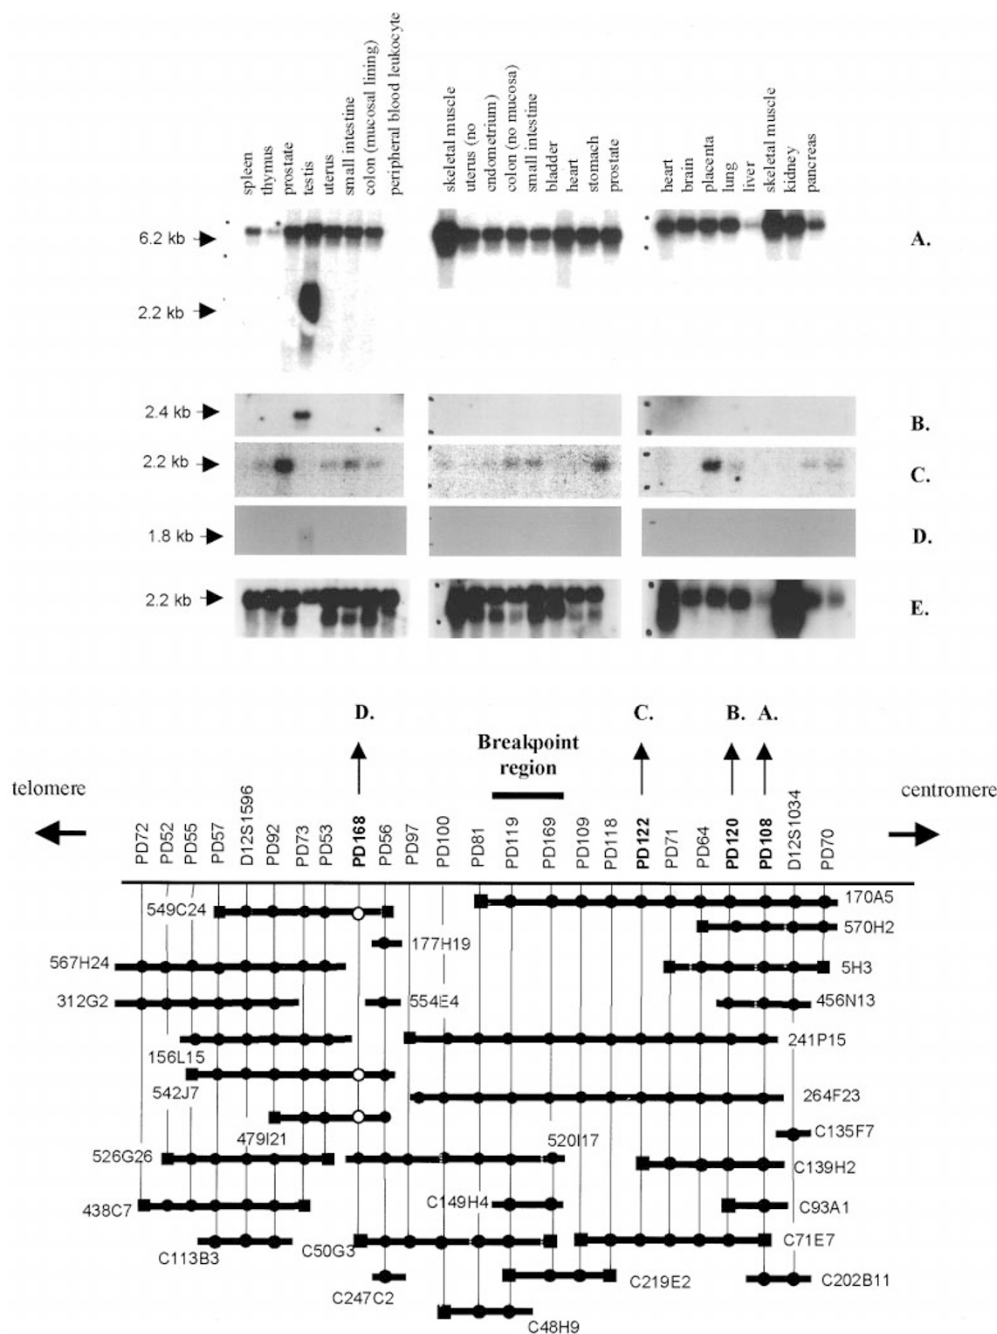 spleen
thymus
prostate
testis
uterus
small intestine
colon (mucosal lining)
peripheral blood leukocyte
skeletal muscle
uterus (no
endometrium)
colon (no mucosa)
small intestine
bladder
heart
stomach
prostate
heart
brain
placenta
lung
liver
skeletal muscle
kidney
pancreas
6.2 kb
A.
2.2 kb
2.4 kb
B.
2.2 kb
C.
1.8 kb
D.
2.2 kb
E.
D.
C.
B.
A.
Breakpoint
region
telomere
centromere
PD72
PD52
PD55
PD57
D12S1596
PD92
PD73
PD53
PD168
PD56
PD97
PD100
PD81
PD119
PD169
PD109
PD118
PD122
PD71
PD64
PD120
PD108
D12S1034
PD70
549C24
170A5
177H19
570H2
567H24
5H3
312G2
554E4
456N13
156L15
241P15
542J7
264F23
479I21
520I17
C135F7
526G26
C139H2
438C7
C149H4
C93A1
C113B3
C50G3
C71E7
C247C2
C219E2
C202B11
C48H9